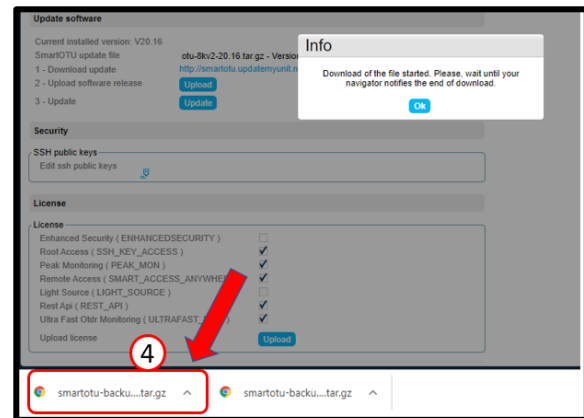 Update software
Current installed version: V20.16
SmartOTU update file otu-8kv2-20.16.tar.gz - Version
1 - Download update http://smartotu.updatemyunit.n
2 - Upload software release Upload
3 - Update Update
Info
Download of the file started. Please, wait until your
navigator notifies the end of download.
Ok
Security
SSH public keys
Edit ssh public keys
License
License
Enhanced Security ( ENHANCEDSECURITY )
Root Access ( SSH_KEY_ACCESS )
Peak Monitoring ( PEAK_MON )
Remote Access ( SMART_ACCESS_ANYWHE
Light Source ( LIGHT_SOURCE )
Rest Api ( REST_API )
Ultra Fast Otdr Monitoring ( ULTRAFAST_ )
Upload license Upload
4
smartotu-backu....tar.gz smartotu-backu....tar.gz